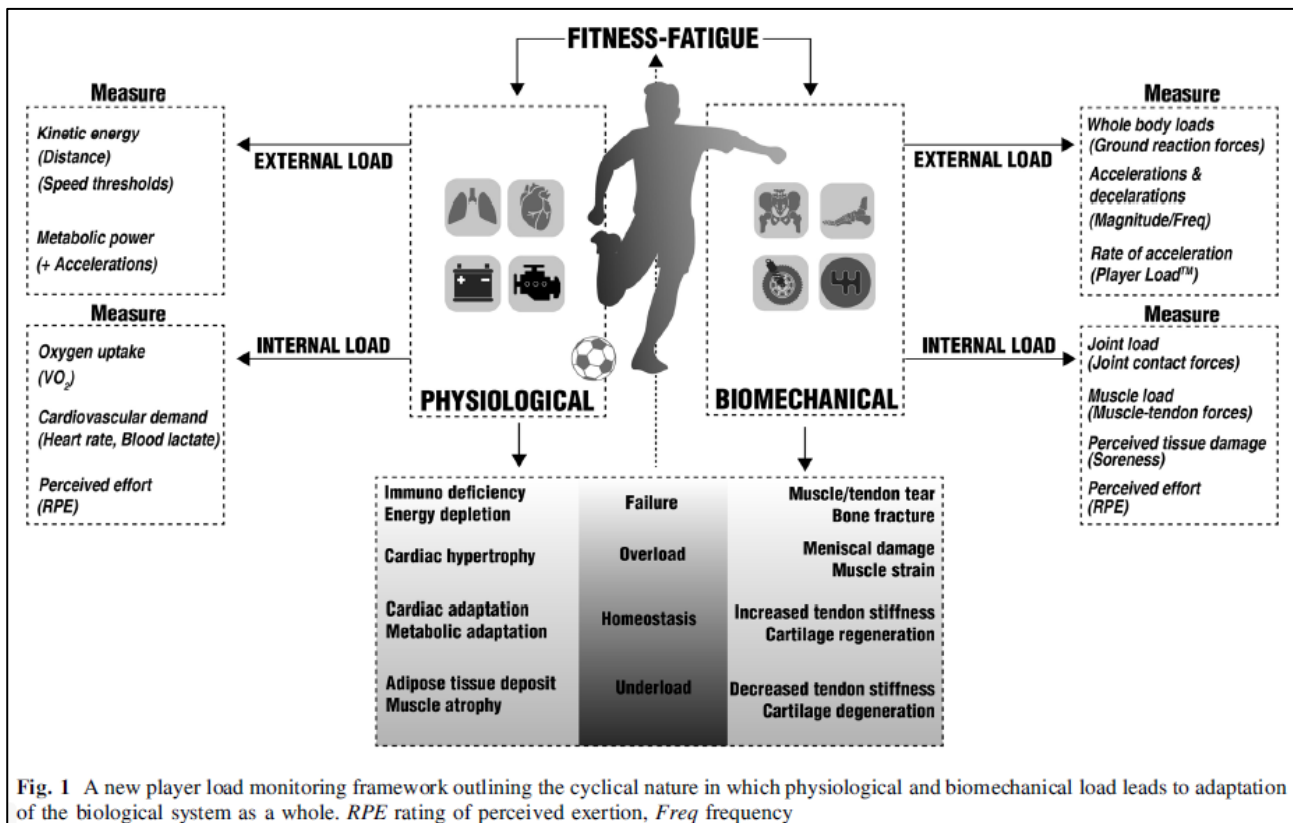 FITNESS-FATIGUE
Measure
Kinetic energy
(Distance)
(Speed thresholds)
Metabolic power
(+ Accelerations)
EXTERNAL LOAD
Measure
Oxygen uptake
(VO2)
Cardiovascular demand
(Heart rate, Blood lactate)
Perceived effort
(RPE)
INTERNAL LOAD
PHYSIOLOGICAL
BIOMECHANICAL
EXTERNAL LOAD
Measure
Whole body loads
(Ground reaction forces)
Accelerations &
decelarations
(Magnitude/Freq)
Rate of acceleration
(Player Load™)
INTERNAL LOAD
Measure
Joint load
(Joint contact forces)
Muscle load
(Muscle-tendon forces)
Perceived tissue damage
(Soreness)
Perceived effort
(RPE)
Immuno deficiency
Energy depletion
Failure
Muscle/tendon tear
Bone fracture
Cardiac hypertrophy
Overload
Meniscal damage
Muscle strain
Cardiac adaptation
Metabolic adaptation
Homeostasis
Increased tendon stiffness
Cartilage regeneration
Adipose tissue deposit
Muscle atrophy
Underload
Decreased tendon stiffness
Cartilage degeneration
Fig. 1 A new player load monitoring framework outlining the cyclical nature in which physiological and biomechanical load leads to adaptation
of the biological system as a whole. RPE rating of perceived exertion, Freq frequency